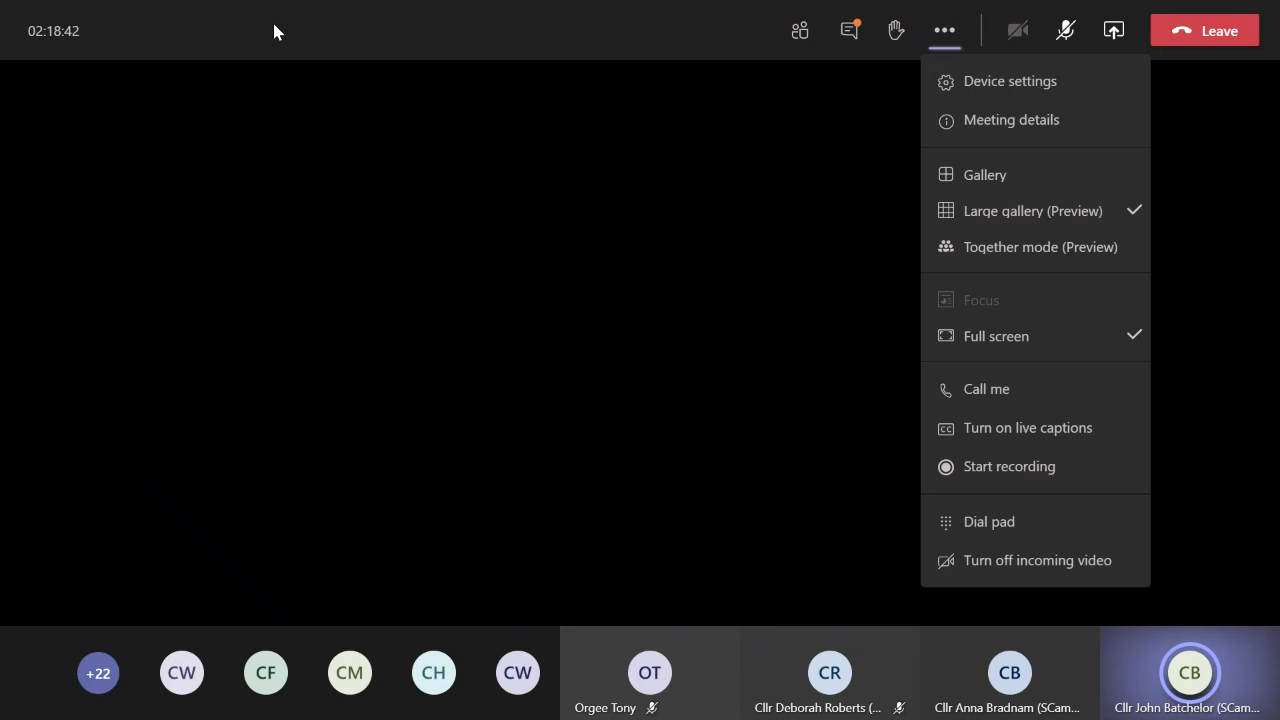 02:18:42
Leave
Device settings
Meeting details
Gallery
Large gallery (Preview)
Together mode (Preview)
Focus
Full screen
Call me
CC Turn on live captions
Start recording
Dial pad
Turn off incoming video
+22
CW
CF
CM
CH
CW
OT
CR
CB
CB
Orgee Tony
Cllr Deborah Roberts (...
Cllr Anna Bradnam (SCam...
Cllr John Batchelor (SCam...